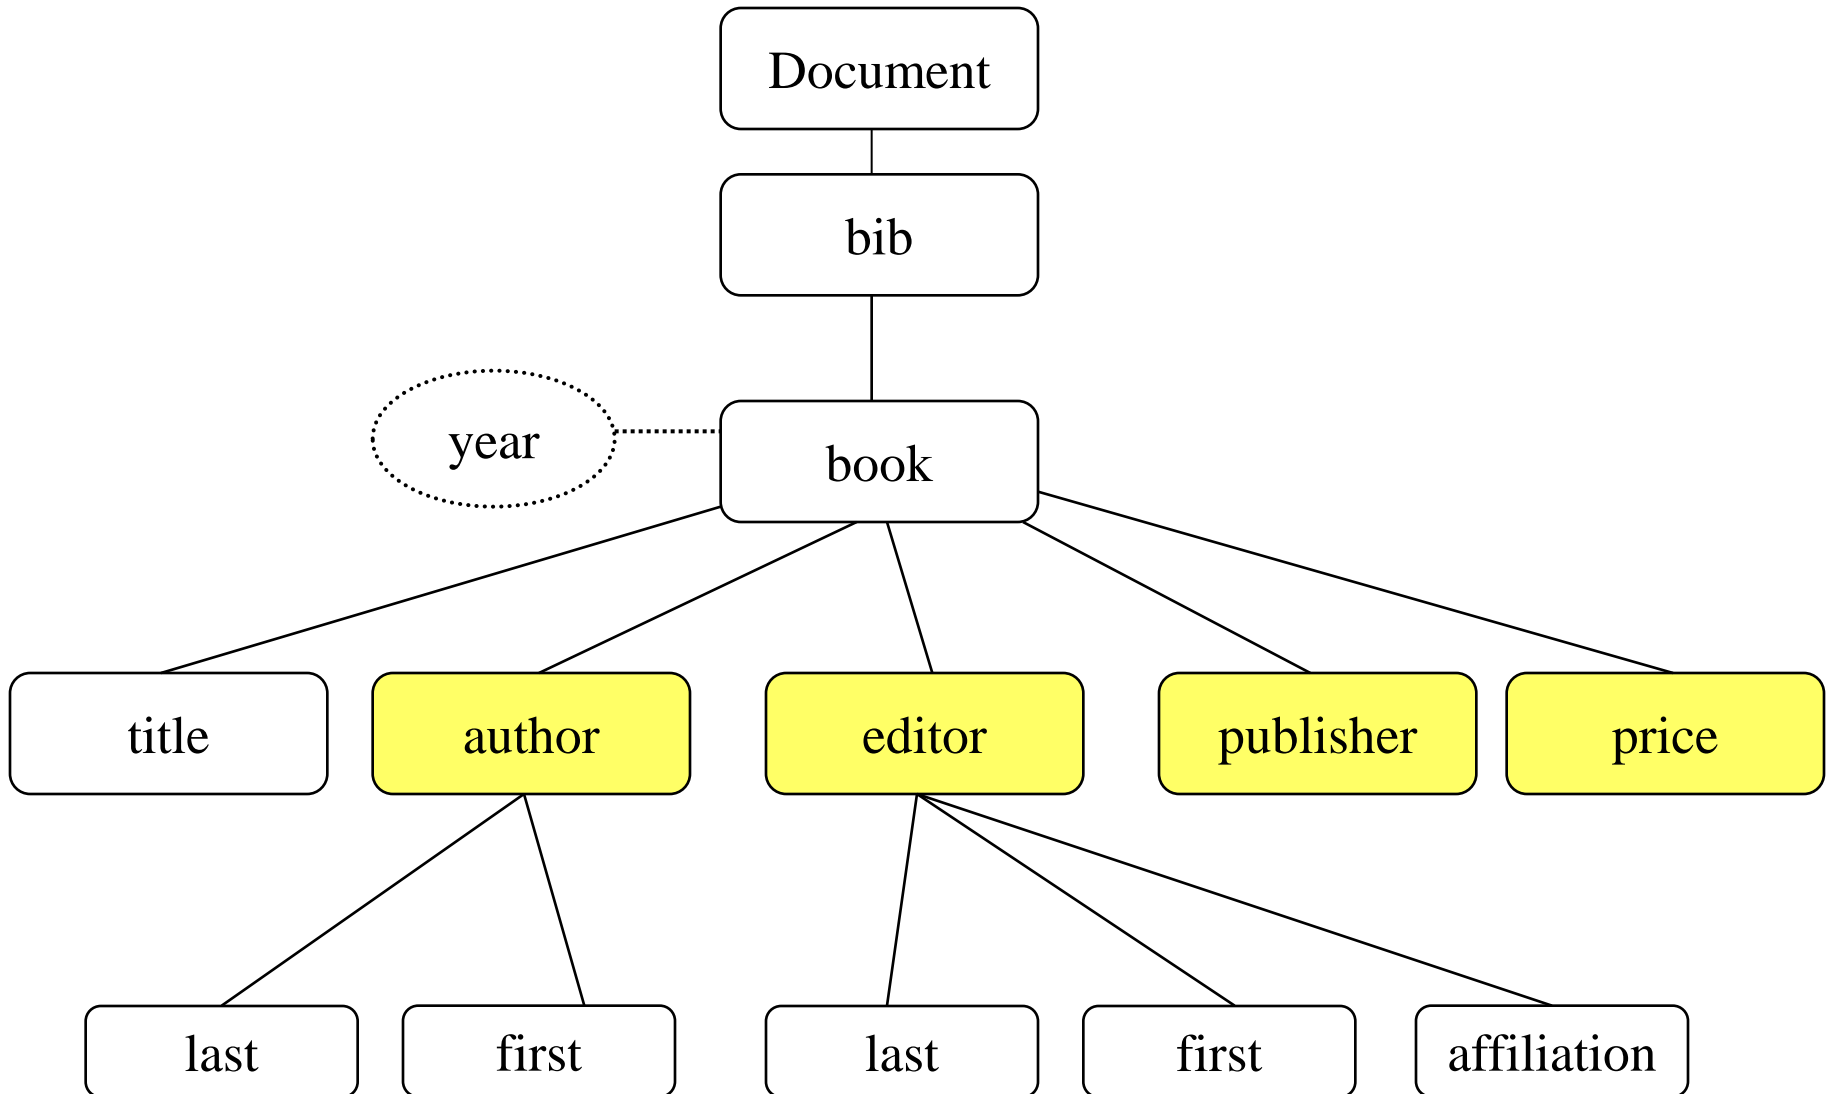 Document
bib
year
book
title
author
editor
publisher
price
last
first
last
first
affiliation